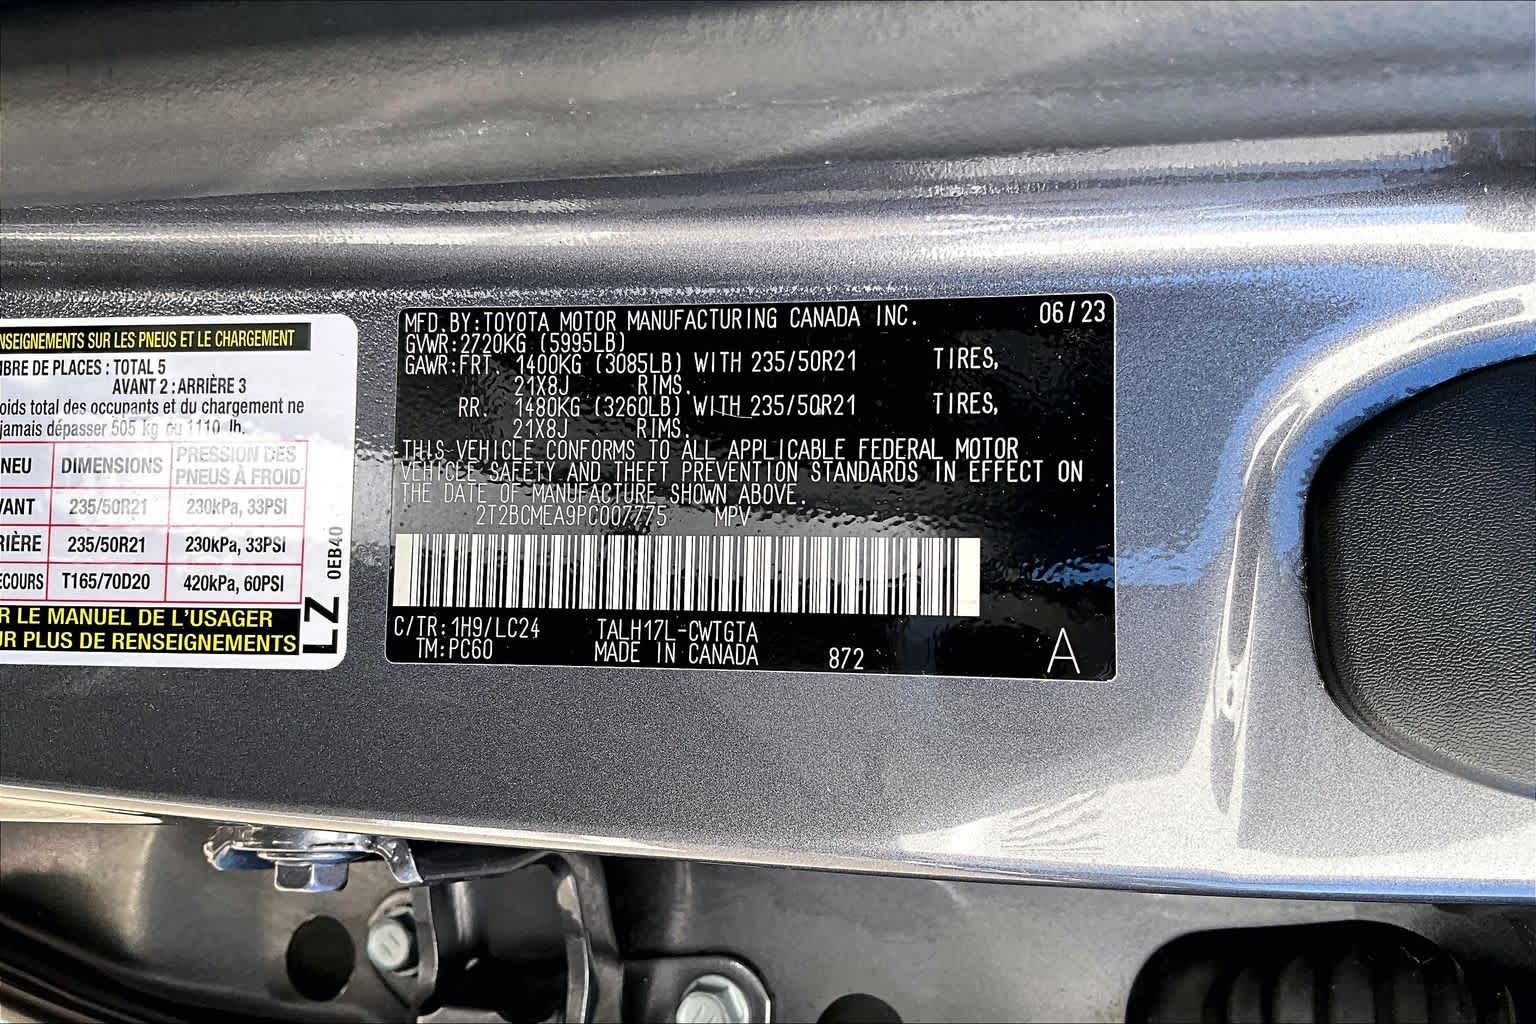 NSEIGNEMENTS SUR LES PNEUS ET LE CHARGEMENT
MBRE DE PLACES : TOTAL 5
AVANT 2 : ARRIÈRE 3
oids total des occupants et du chargement ne
jamais dépasser 505 kg ou 1110 lb.
NEU DIMENSIONS PRESSION DES PNEUS À FROID
VANT 235/50R21 230kPa, 33PSI
RIÈRE 235/50R21 230kPa, 33PSI
ECOURS T165/70D20 420kPa, 60PSI
R LE MANUEL DE L'USAGER
UR PLUS DE RENSEIGNEMENTS
LZ 0EB40
MFD.BY:TOYOTA MOTOR MANUFACTURING CANADA INC. 06/23
GVWR:2720KG (5995LB)
GAWR:FRT. 1400KG (3085LB) WITH 235/50R21 TIRES,
21X8J RIMS.
RR. 1480KG (3260LB) WITH 235/50R21 TIRES,
21X8J RIMS.
THIS VEHICLE CONFORMS TO ALL APPLICABLE FEDERAL MOTOR
VEHICLE SAFETY AND THEFT PREVENTION STANDARDS IN EFFECT ON
THE DATE OF MANUFACTURE SHOWN ABOVE.
2T2BCMEA9PC007775 MPV
C/TR:1H9/LC24 TALH17L-CWTGTA
TM:PC60 MADE IN CANADA 872 A